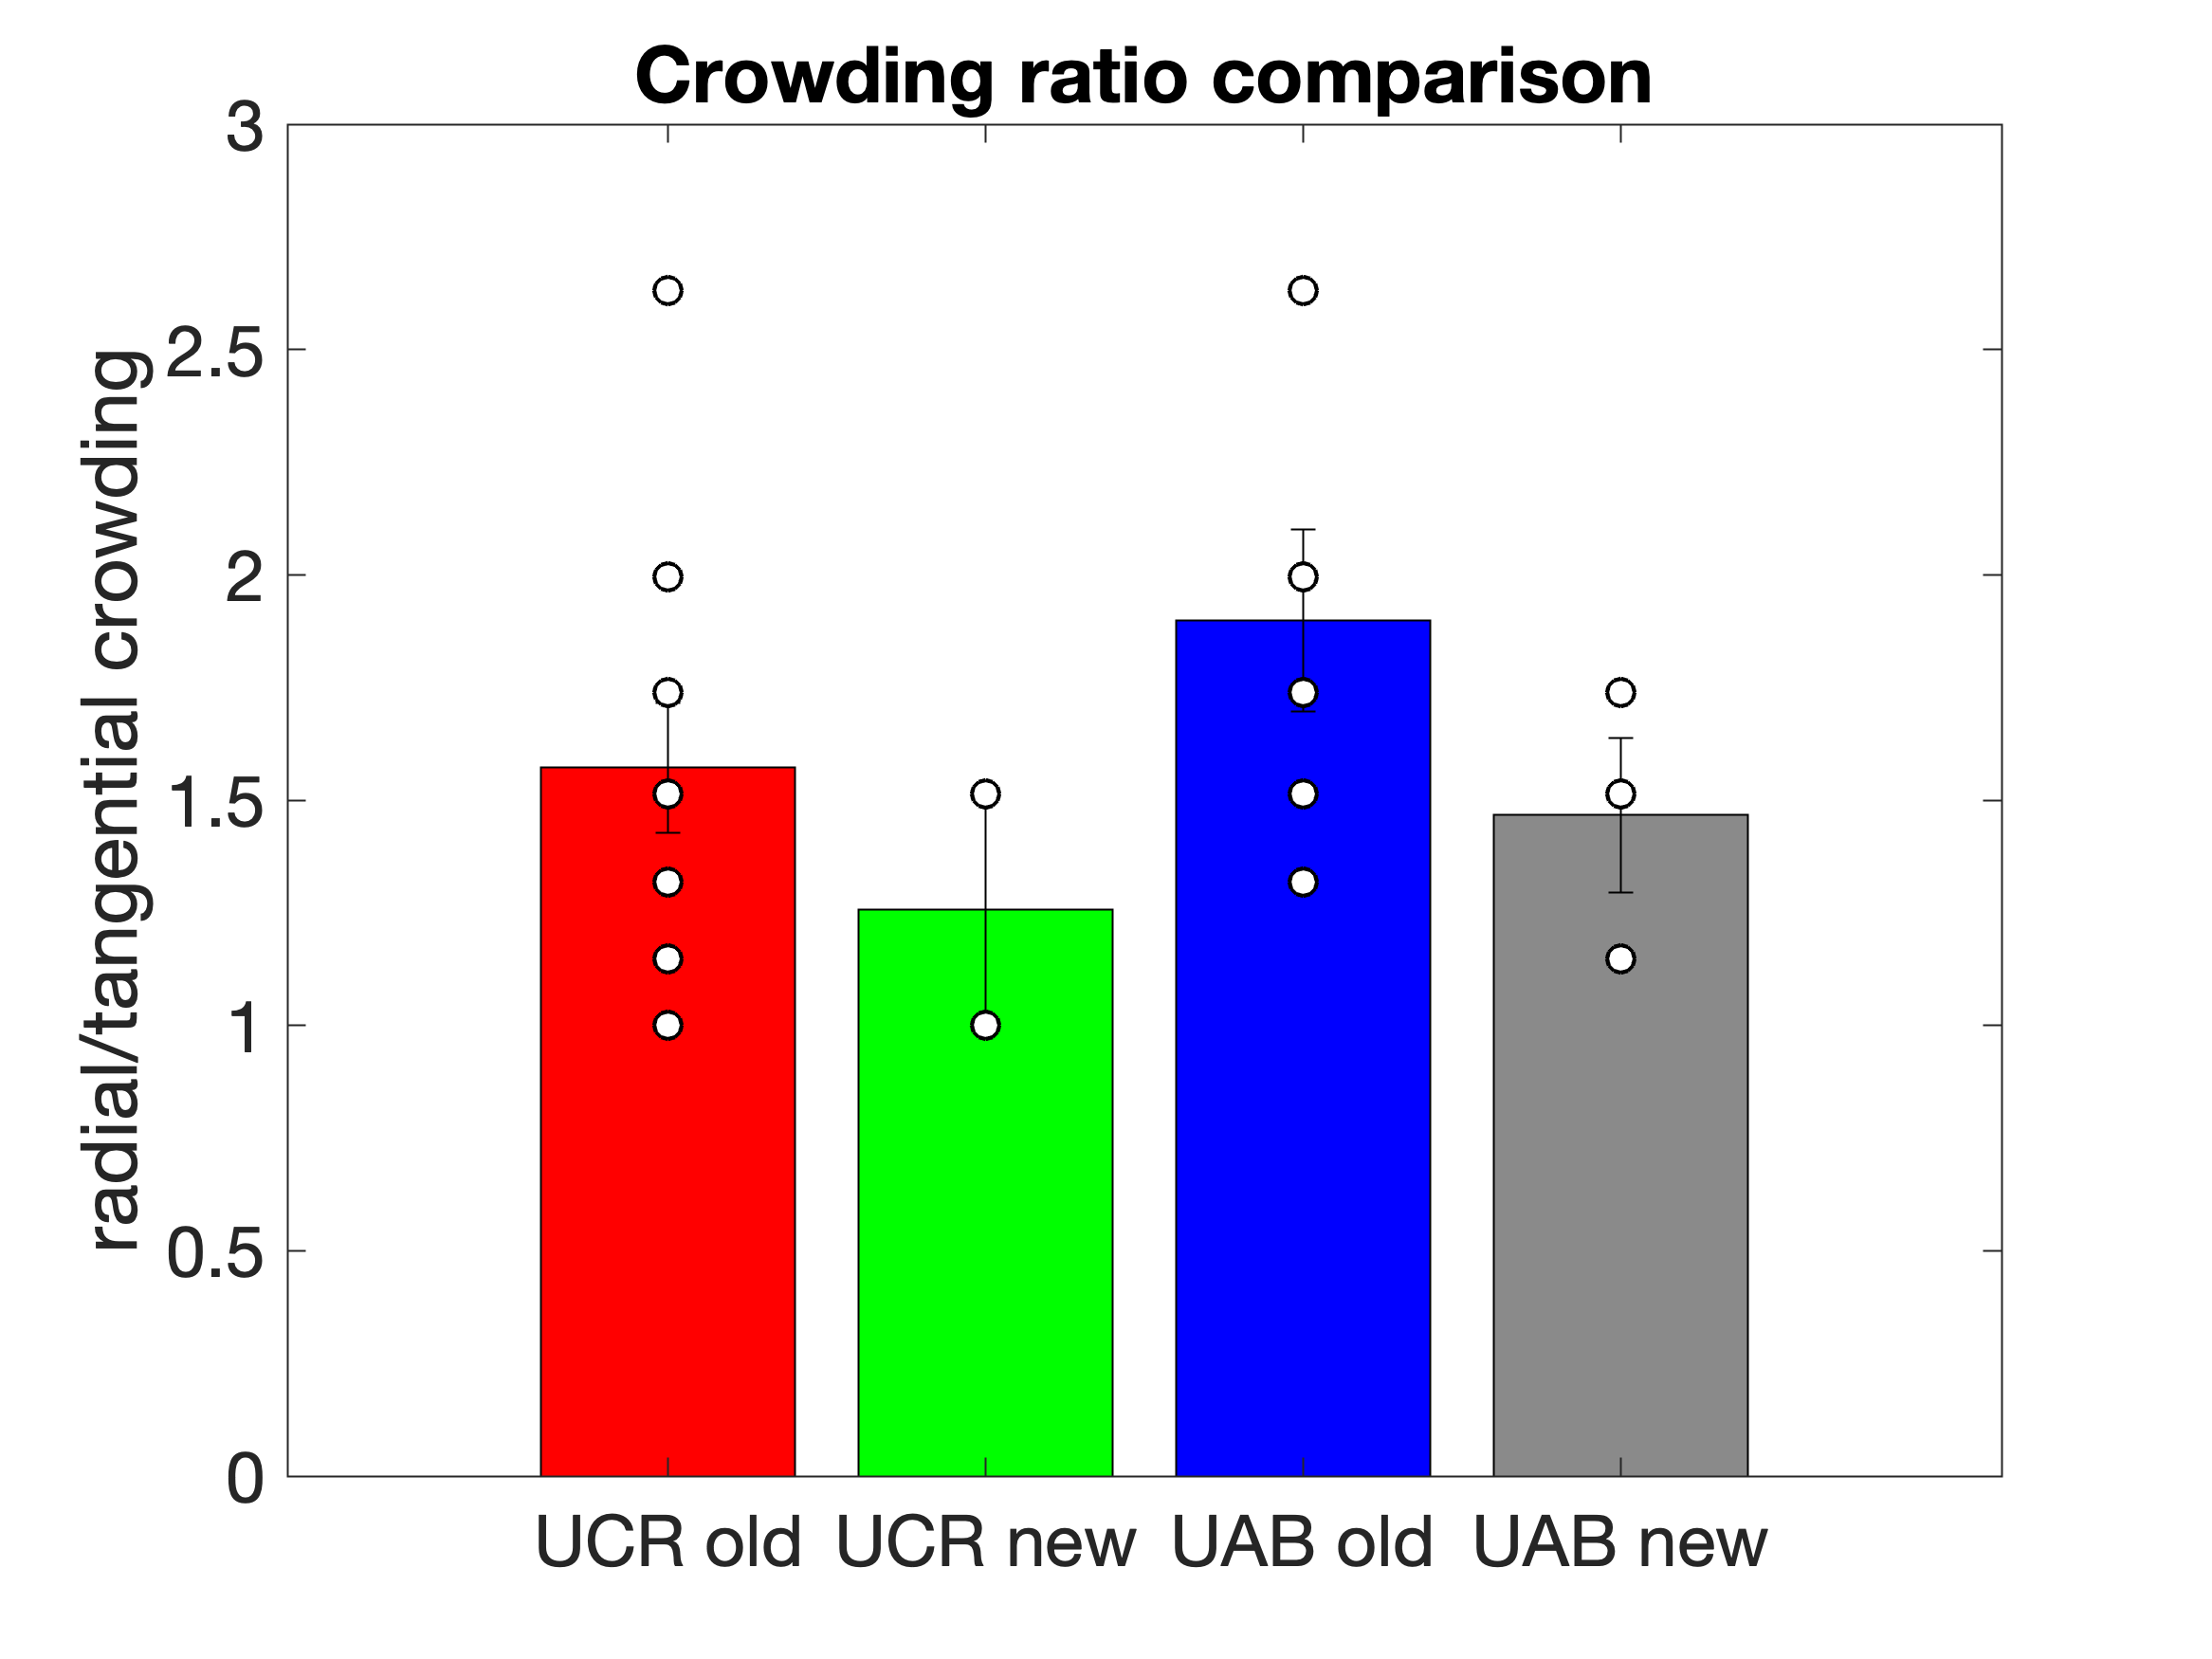 Crowding ratio comparison
radial/tangential crowding
3
2.5
2
1.5
1
0.5
0
UCR old UCR new UAB old UAB new